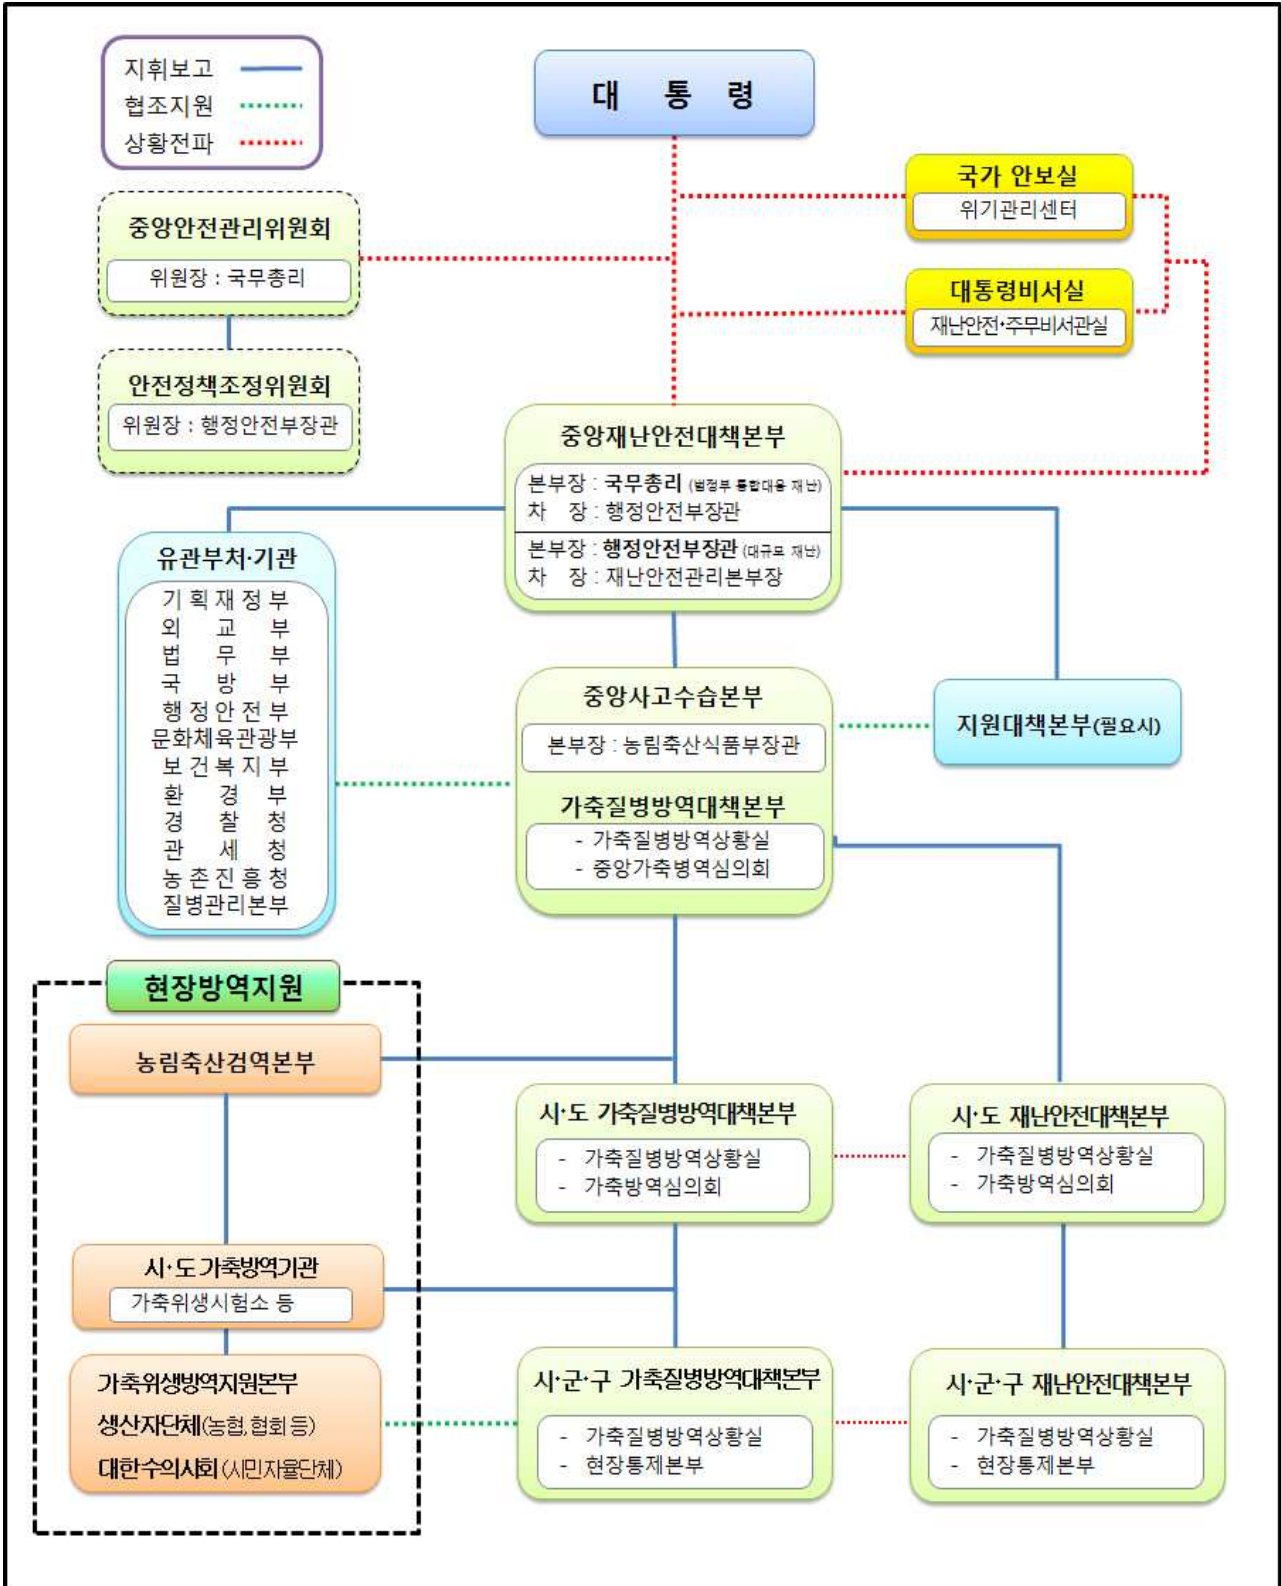 지휘보고
협조지원
상황전파
대 통 령
국가 안보실
위기관리센터
중앙안전관리위원회
위원장 : 국무총리
대통령비서실
재난안전·주무비서관실
안전정책조정위원회
위원장 : 행정안전부장관
중앙재난안전대책본부
본부장 : 국무총리 (범정부 통합대응 재난)
차 장 : 행정안전부장관
본부장 : 행정안전부장관 (대규모 재난)
차 장 : 재난안전관리본부장
유관부처·기관
기획재정부
외 교 부
법 무 부
국 방 부
행정안전부
문화체육관광부
보건복지부
환 경 부
경 찰 청
관 세 청
농촌진흥청
질병관리본부
중앙사고수습본부
본부장 : 농림축산식품부장관
가축질병방역대책본부
- 가축질병방역상황실
- 중앙가축병역심의회
지원대책본부(필요시)
현장방역지원
농림축산검역본부
시·도 가축질병방역대책본부
- 가축질병방역상황실
- 가축방역심의회
시·도 재난안전대책본부
- 가축질병방역상황실
- 가축방역심의회
시·도 가축방역기관
가축위생시험소 등
가축위생방역지원본부
생산자단체(농협, 협회 등)
대한수의사회(시민자율단체)
시·군·구 가축질병방역대책본부
- 가축질병방역상황실
- 현장통제본부
시·군·구 재난안전대책본부
- 가축질병방역상황실
- 현장통제본부